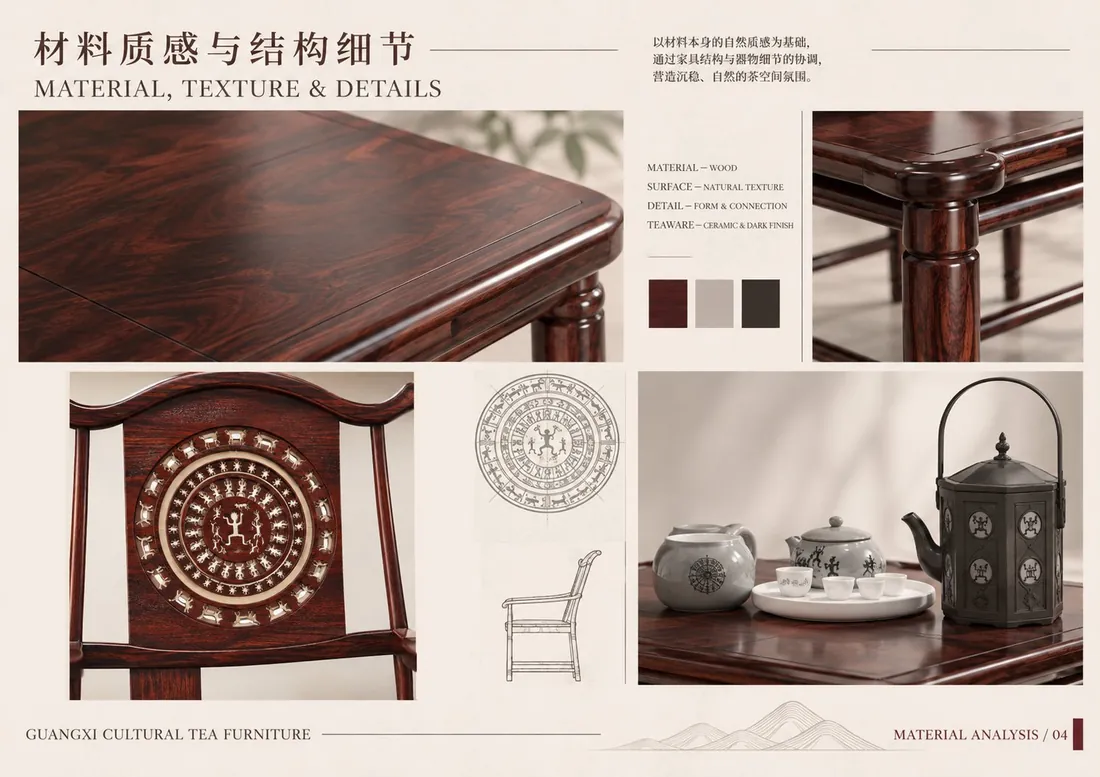 材料质感与结构细节
MATERIAL, TEXTURE & DETAILS
以材料本身的自然质感为基础，
通过家具结构与器物细节的协调，
营造沉稳、自然的茶空间氛围。
MATERIAL — WOOD
SURFACE — NATURAL TEXTURE
DETAIL — FORM & CONNECTION
TEAWARE — CERAMIC & DARK FINISH
GUANGXI CULTURAL TEA FURNITURE
MATERIAL ANALYSIS / 04